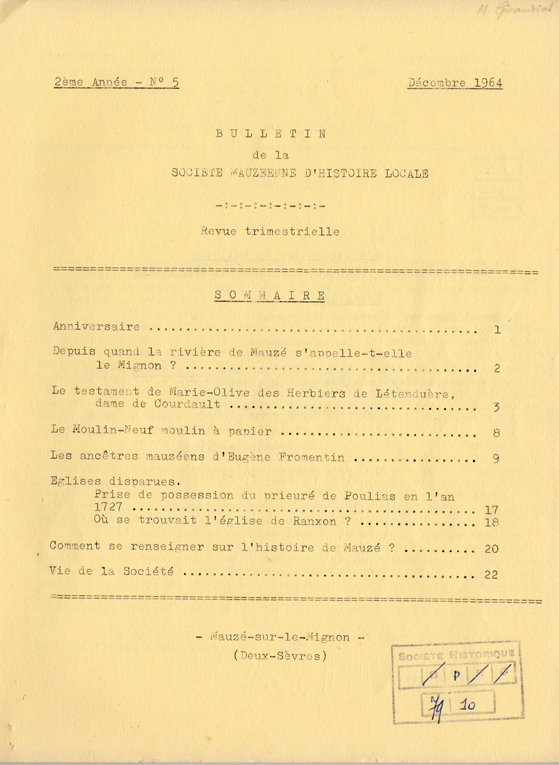 2ème Année - N° 5 Décembre 1964
B U L L E T I N
de la
SOCIETE MAUZEENNE D'HISTOIRE LOCALE
-:-:-:-:-:-:-:-
Revue trimestrielle
S O M M A I R E
Anniversaire ............................................ 1
Depuis quand la rivière de Mauzé s'appelle-t-elle
le Mignon ? ....................................... 2
Le testament de Marie-Olive des Herbiers de Létenduère,
dame de Courdault ................................. 3
Le Moulin-Neuf moulin à papier .......................... 8
Les ancêtres mauzéens d'Eugène Fromentin ................ 9
Eglises disparues.
Prise de possession du prieuré de Poulias en l'an
1727 .............................................. 17
Où se trouvait l'église de Ranxon ? ................ 18
Comment se renseigner sur l'histoire de Mauzé ? .......... 20
Vie de la Société ....................................... 22
- Mauzé-sur-le-Mignon -
(Deux-Sèvres)
SOCIÉTÉ HISTORIQUE
P
79 10